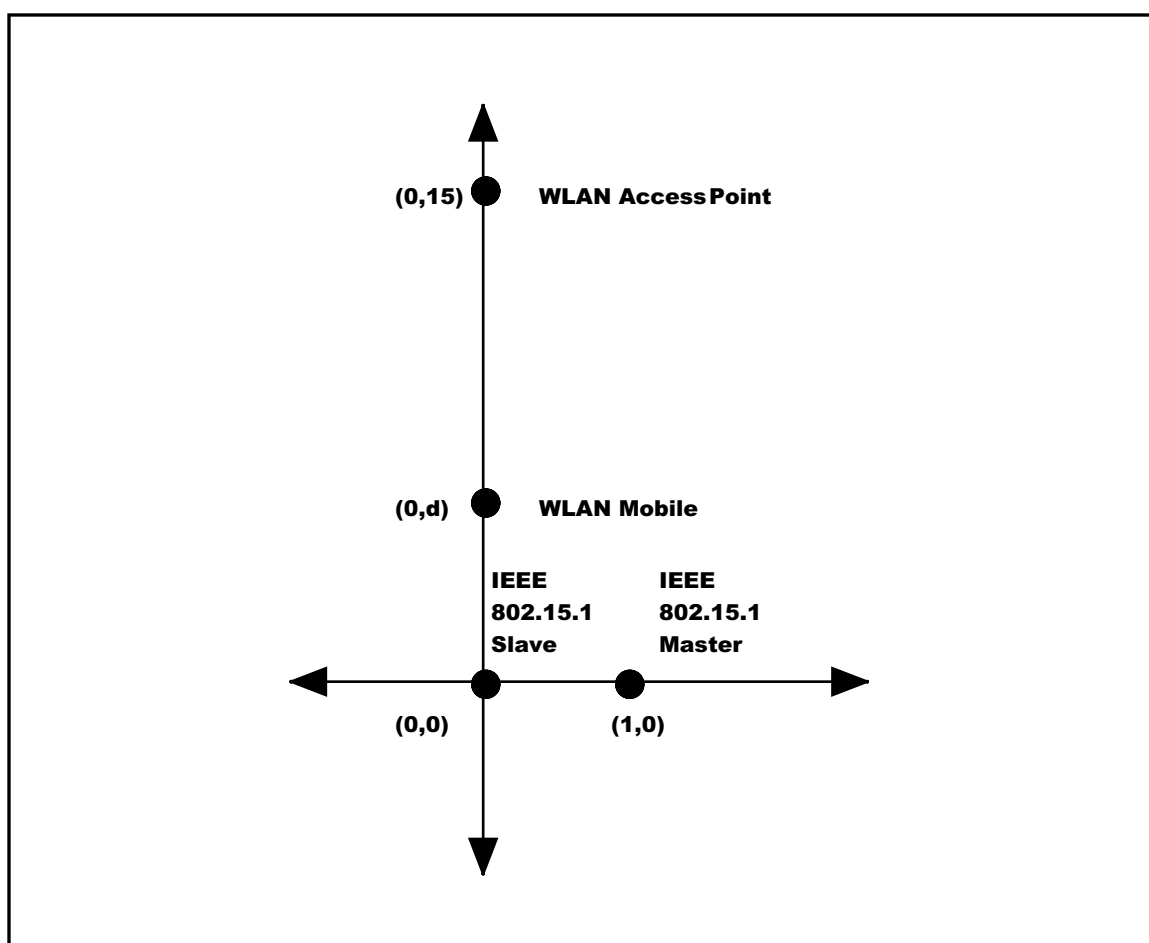 (0,15) WLAN Access Point
(0,d) WLAN Mobile
IEEE
802.15.1
Slave
IEEE
802.15.1
Master
(0,0)
(1,0)